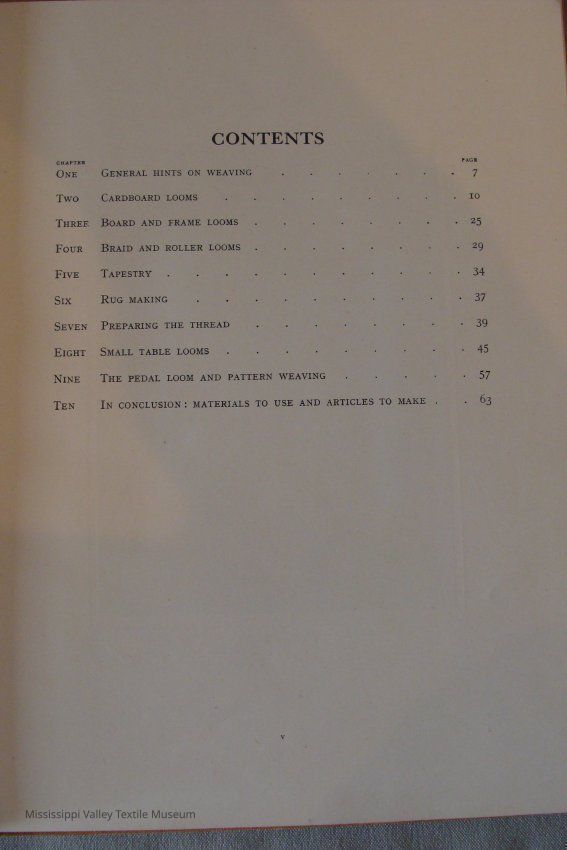 CONTENTS
CHAPTER PAGE
ONE GENERAL HINTS ON WEAVING . . . . . . . 7
TWO CARDBOARD LOOMS . . . . . . . . . 10
THREE BOARD AND FRAME LOOMS . . . . . . . . 25
FOUR BRAID AND ROLLER LOOMS . . . . . . . . 29
FIVE TAPESTRY . . . . . . . . . . . 34
SIX RUG MAKING . . . . . . . . . . 37
SEVEN PREPARING THE THREAD . . . . . . . . 39
EIGHT SMALL TABLE LOOMS . . . . . . . . . 45
NINE THE PEDAL LOOM AND PATTERN WEAVING . . . . . 57
TEN IN CONCLUSION: MATERIALS TO USE AND ARTICLES TO MAKE . . 63
v
Mississippi Valley Textile Museum